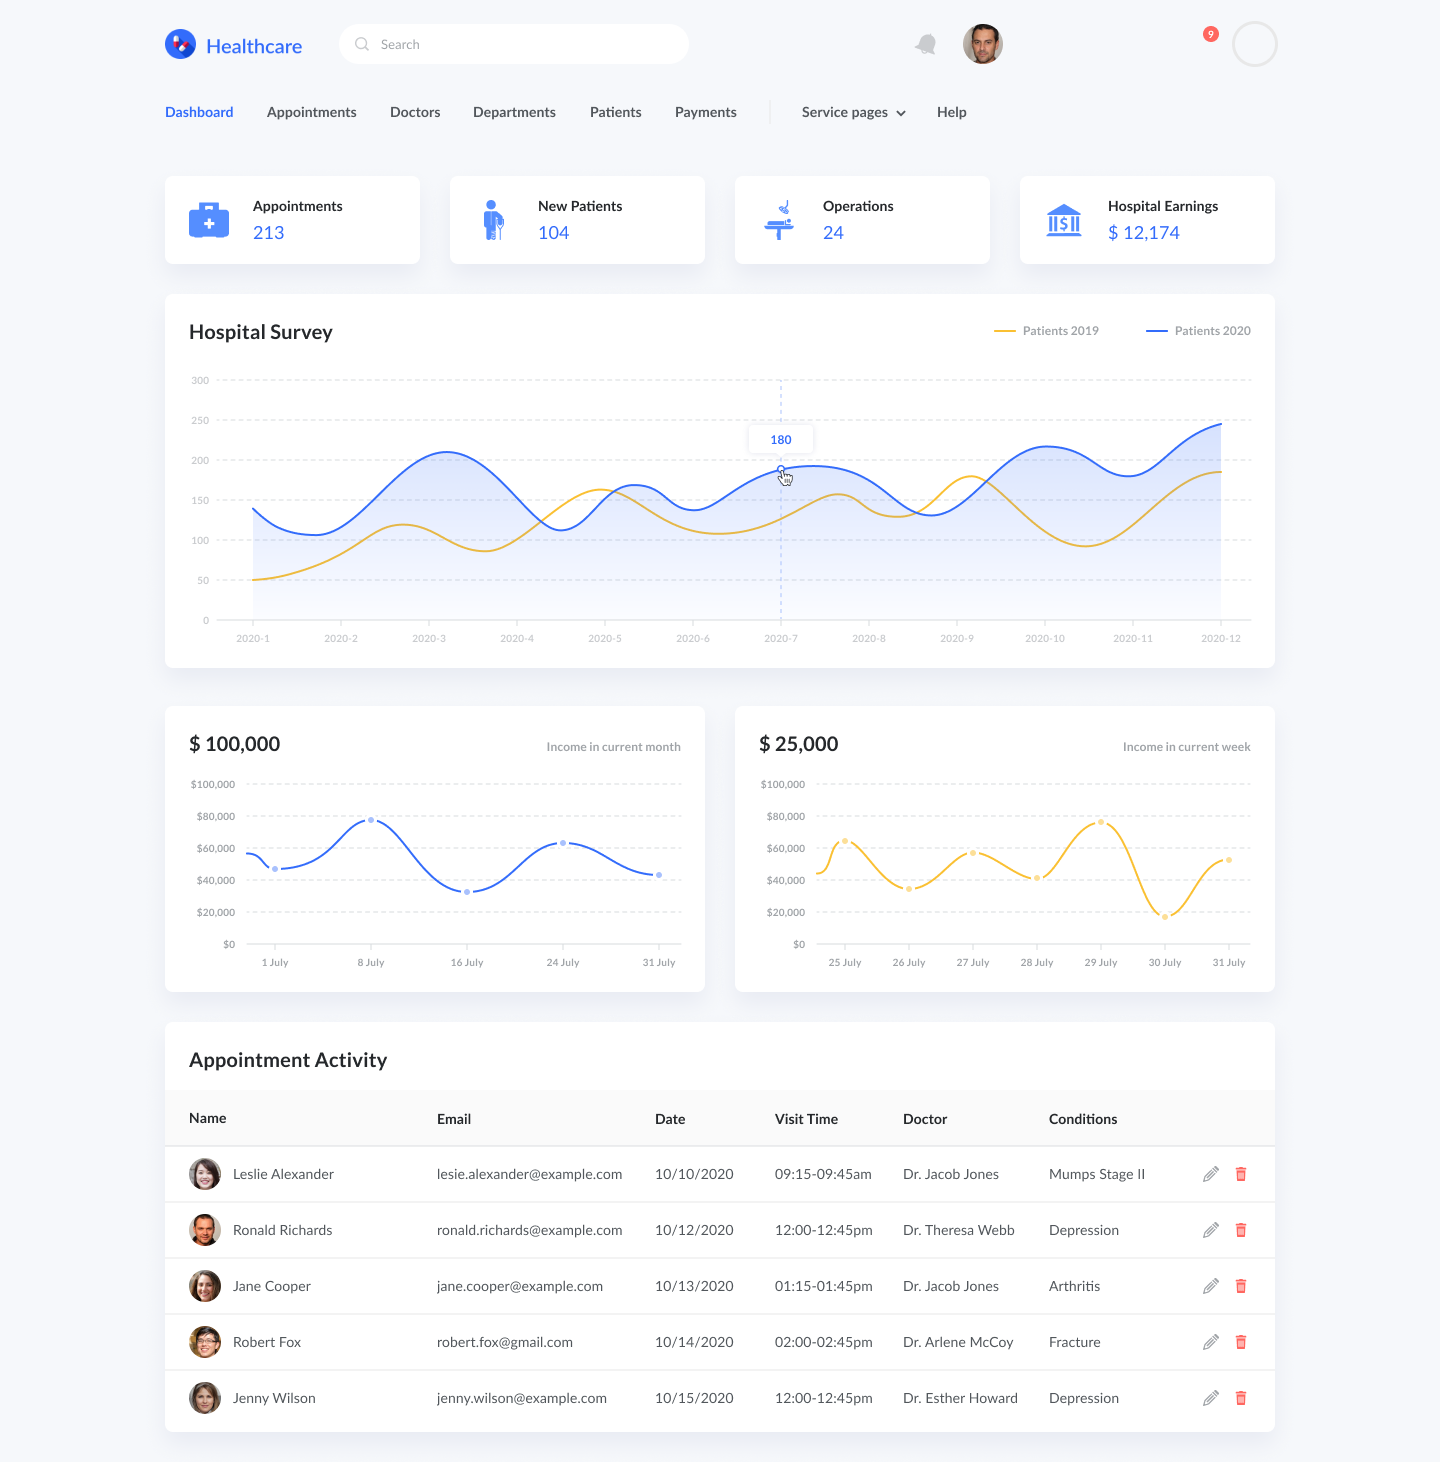 Healthcare
Search
9
Dashboard Appointments Doctors Departments Patients Payments Service pages Help
Appointments
213
New Patients
104
Operations
24
Hospital Earnings
$ 12,174
Hospital Survey
Patients 2019 Patients 2020
300
250
200
150
100
50
0
180
2020-1 2020-2 2020-3 2020-4 2020-5 2020-6 2020-7 2020-8 2020-9 2020-10 2020-11 2020-12
$ 100,000
Income in current month
$100,000
$80,000
$60,000
$40,000
$20,000
$0
1 July 8 July 16 July 24 July 31 July
$ 25,000
Income in current week
$100,000
$80,000
$60,000
$40,000
$20,000
$0
25 July 26 July 27 July 28 July 29 July 30 July 31 July
Appointment Activity
Name Email Date Visit Time Doctor Conditions
Leslie Alexander lesie.alexander@example.com 10/10/2020 09:15-09:45am Dr. Jacob Jones Mumps Stage II
Ronald Richards ronald.richards@example.com 10/12/2020 12:00-12:45pm Dr. Theresa Webb Depression
Jane Cooper jane.cooper@example.com 10/13/2020 01:15-01:45pm Dr. Jacob Jones Arthritis
Robert Fox robert.fox@gmail.com 10/14/2020 02:00-02:45pm Dr. Arlene McCoy Fracture
Jenny Wilson jenny.wilson@example.com 10/15/2020 12:00-12:45pm Dr. Esther Howard Depression